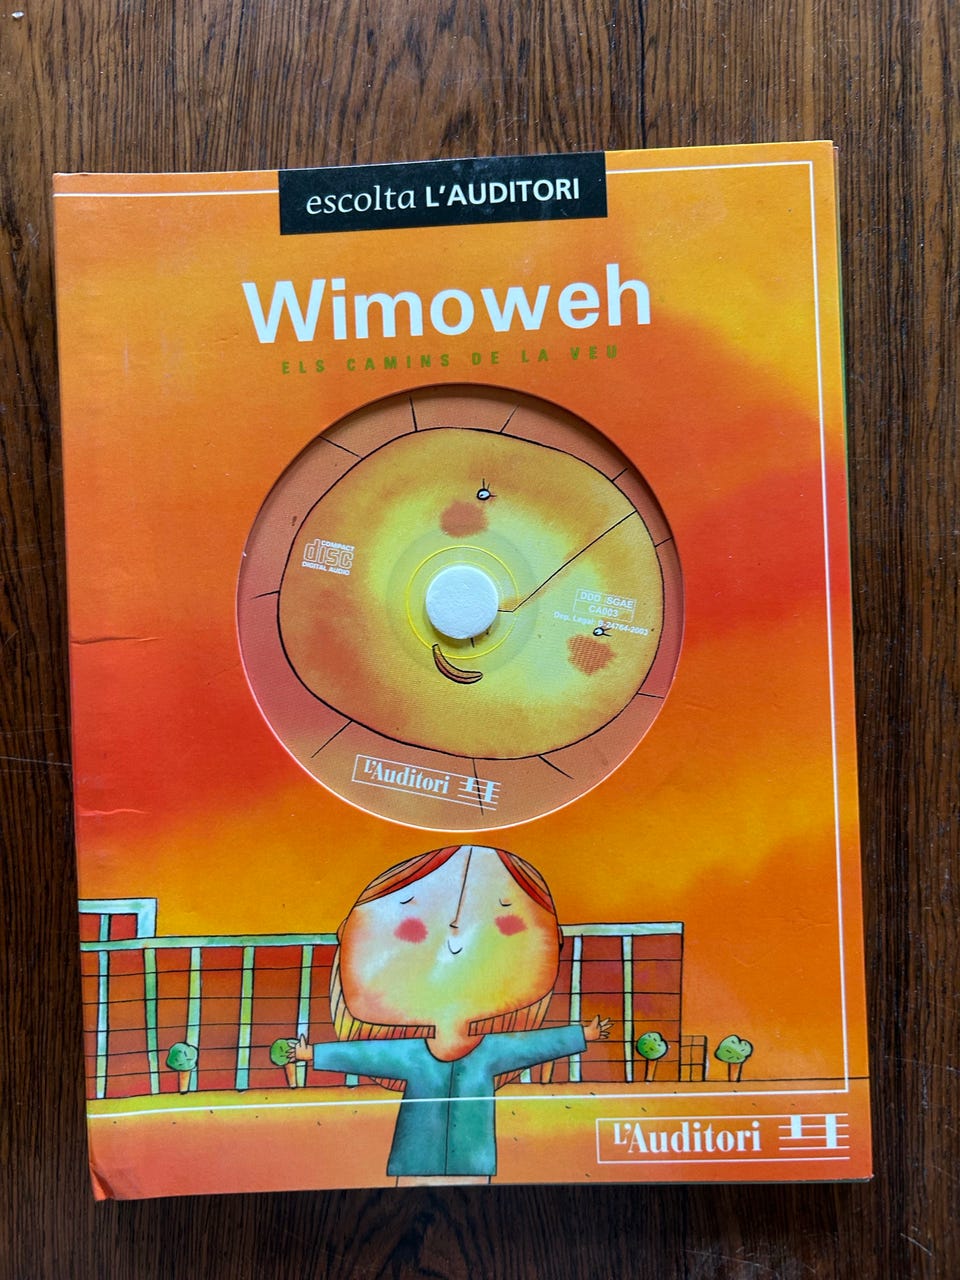 escolta L'AUDITORI
Wimoweh
ELS CAMINS DE LA VEU
COMPACT
disc
DIGITAL AUDIO
DDD SGAE
CA003
Dep. Legal: B-24764-2003
L'Auditori
L'Auditori